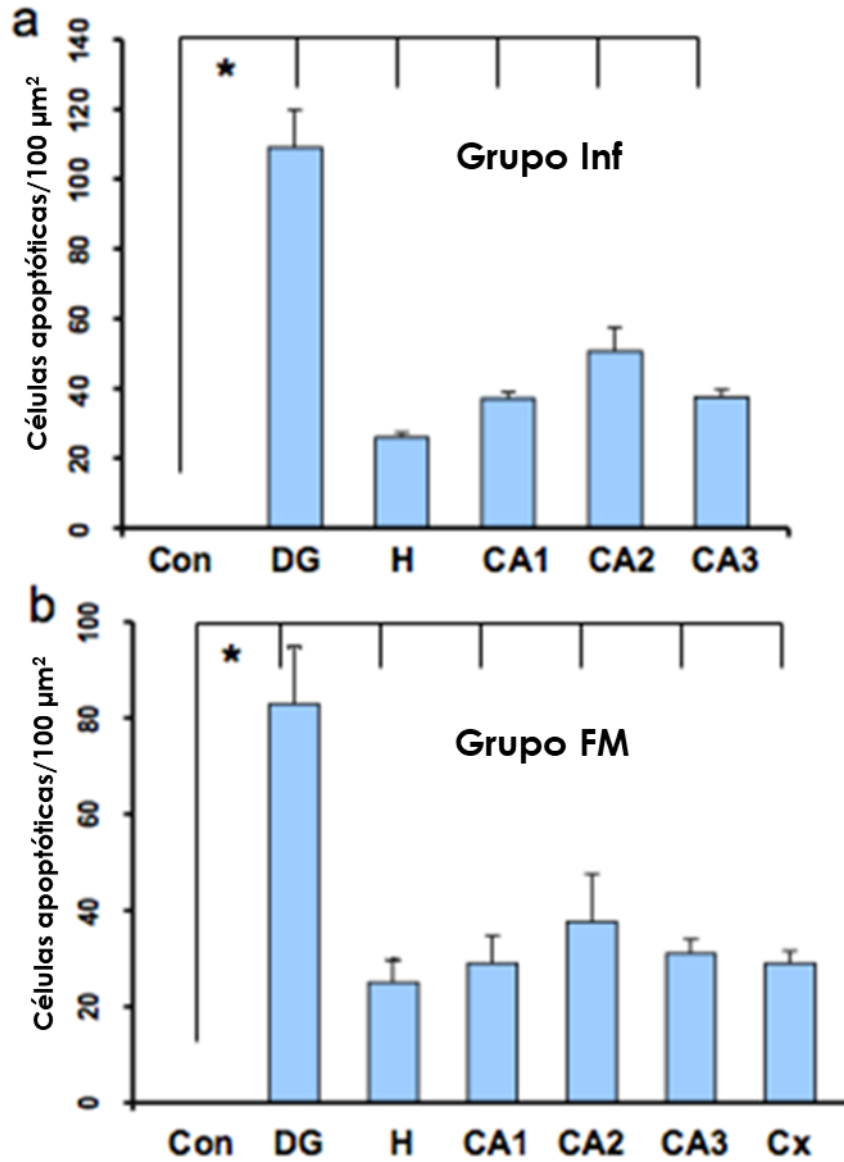 a
Células apoptóticas/100 µm²
140
120
100
80
60
40
20
0
*
Grupo Inf
Con DG H CA1 CA2 CA3
b
Células apoptóticas/100 µm²
100
80
60
40
20
0
*
Grupo FM
Con DG H CA1 CA2 CA3 Cx